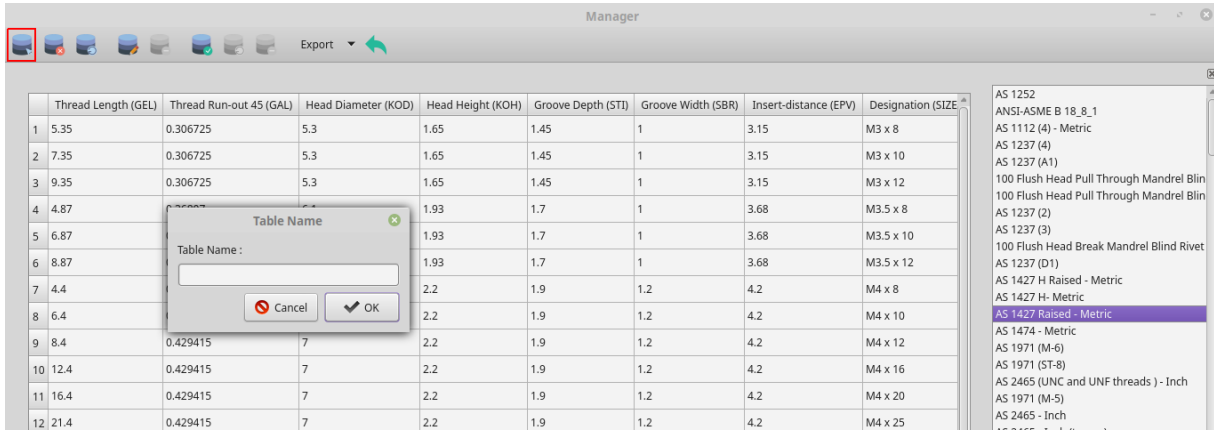 Manager
Export
Thread Length (GEL) Thread Run-out 45 (GAL) Head Diameter (KOD) Head Height (KOH) Groove Depth (STI) Groove Width (SBR) Insert-distance (EPV) Designation (SIZE
1 5.35 0.306725 5.3 1.65 1.45 1 3.15 M3 x 8
2 7.35 0.306725 5.3 1.65 1.45 1 3.15 M3 x 10
3 9.35 0.306725 5.3 1.65 1.45 1 3.15 M3 x 12
4 4.87 1.93 1.7 1 3.68 M3.5 x 8
5 6.87 1.93 1.7 1 3.68 M3.5 x 10
6 8.87 1.93 1.7 1 3.68 M3.5 x 12
7 4.4 2.2 1.9 1.2 4.2 M4 x 8
8 6.4 2.2 1.9 1.2 4.2 M4 x 10
9 8.4 0.429415 7 2.2 1.9 1.2 4.2 M4 x 12
10 12.4 0.429415 7 2.2 1.9 1.2 4.2 M4 x 16
11 16.4 0.429415 7 2.2 1.9 1.2 4.2 M4 x 20
12 21.4 0.429415 7 2.2 1.9 1.2 4.2 M4 x 25
Table Name
Table Name :
Cancel OK
AS 1252
ANSI-ASME B 18_8_1
AS 1112 (4) - Metric
AS 1237 (4)
AS 1237 (A1)
100 Flush Head Pull Through Mandrel Blin
100 Flush Head Pull Through Mandrel Blin
AS 1237 (2)
AS 1237 (3)
100 Flush Head Break Mandrel Blind Rivet
AS 1237 (D1)
AS 1427 H Raised - Metric
AS 1427 H- Metric
AS 1427 Raised - Metric
AS 1474 - Metric
AS 1971 (M-6)
AS 1971 (ST-8)
AS 2465 (UNC and UNF threads ) - Inch
AS 1971 (M-5)
AS 2465 - Inch